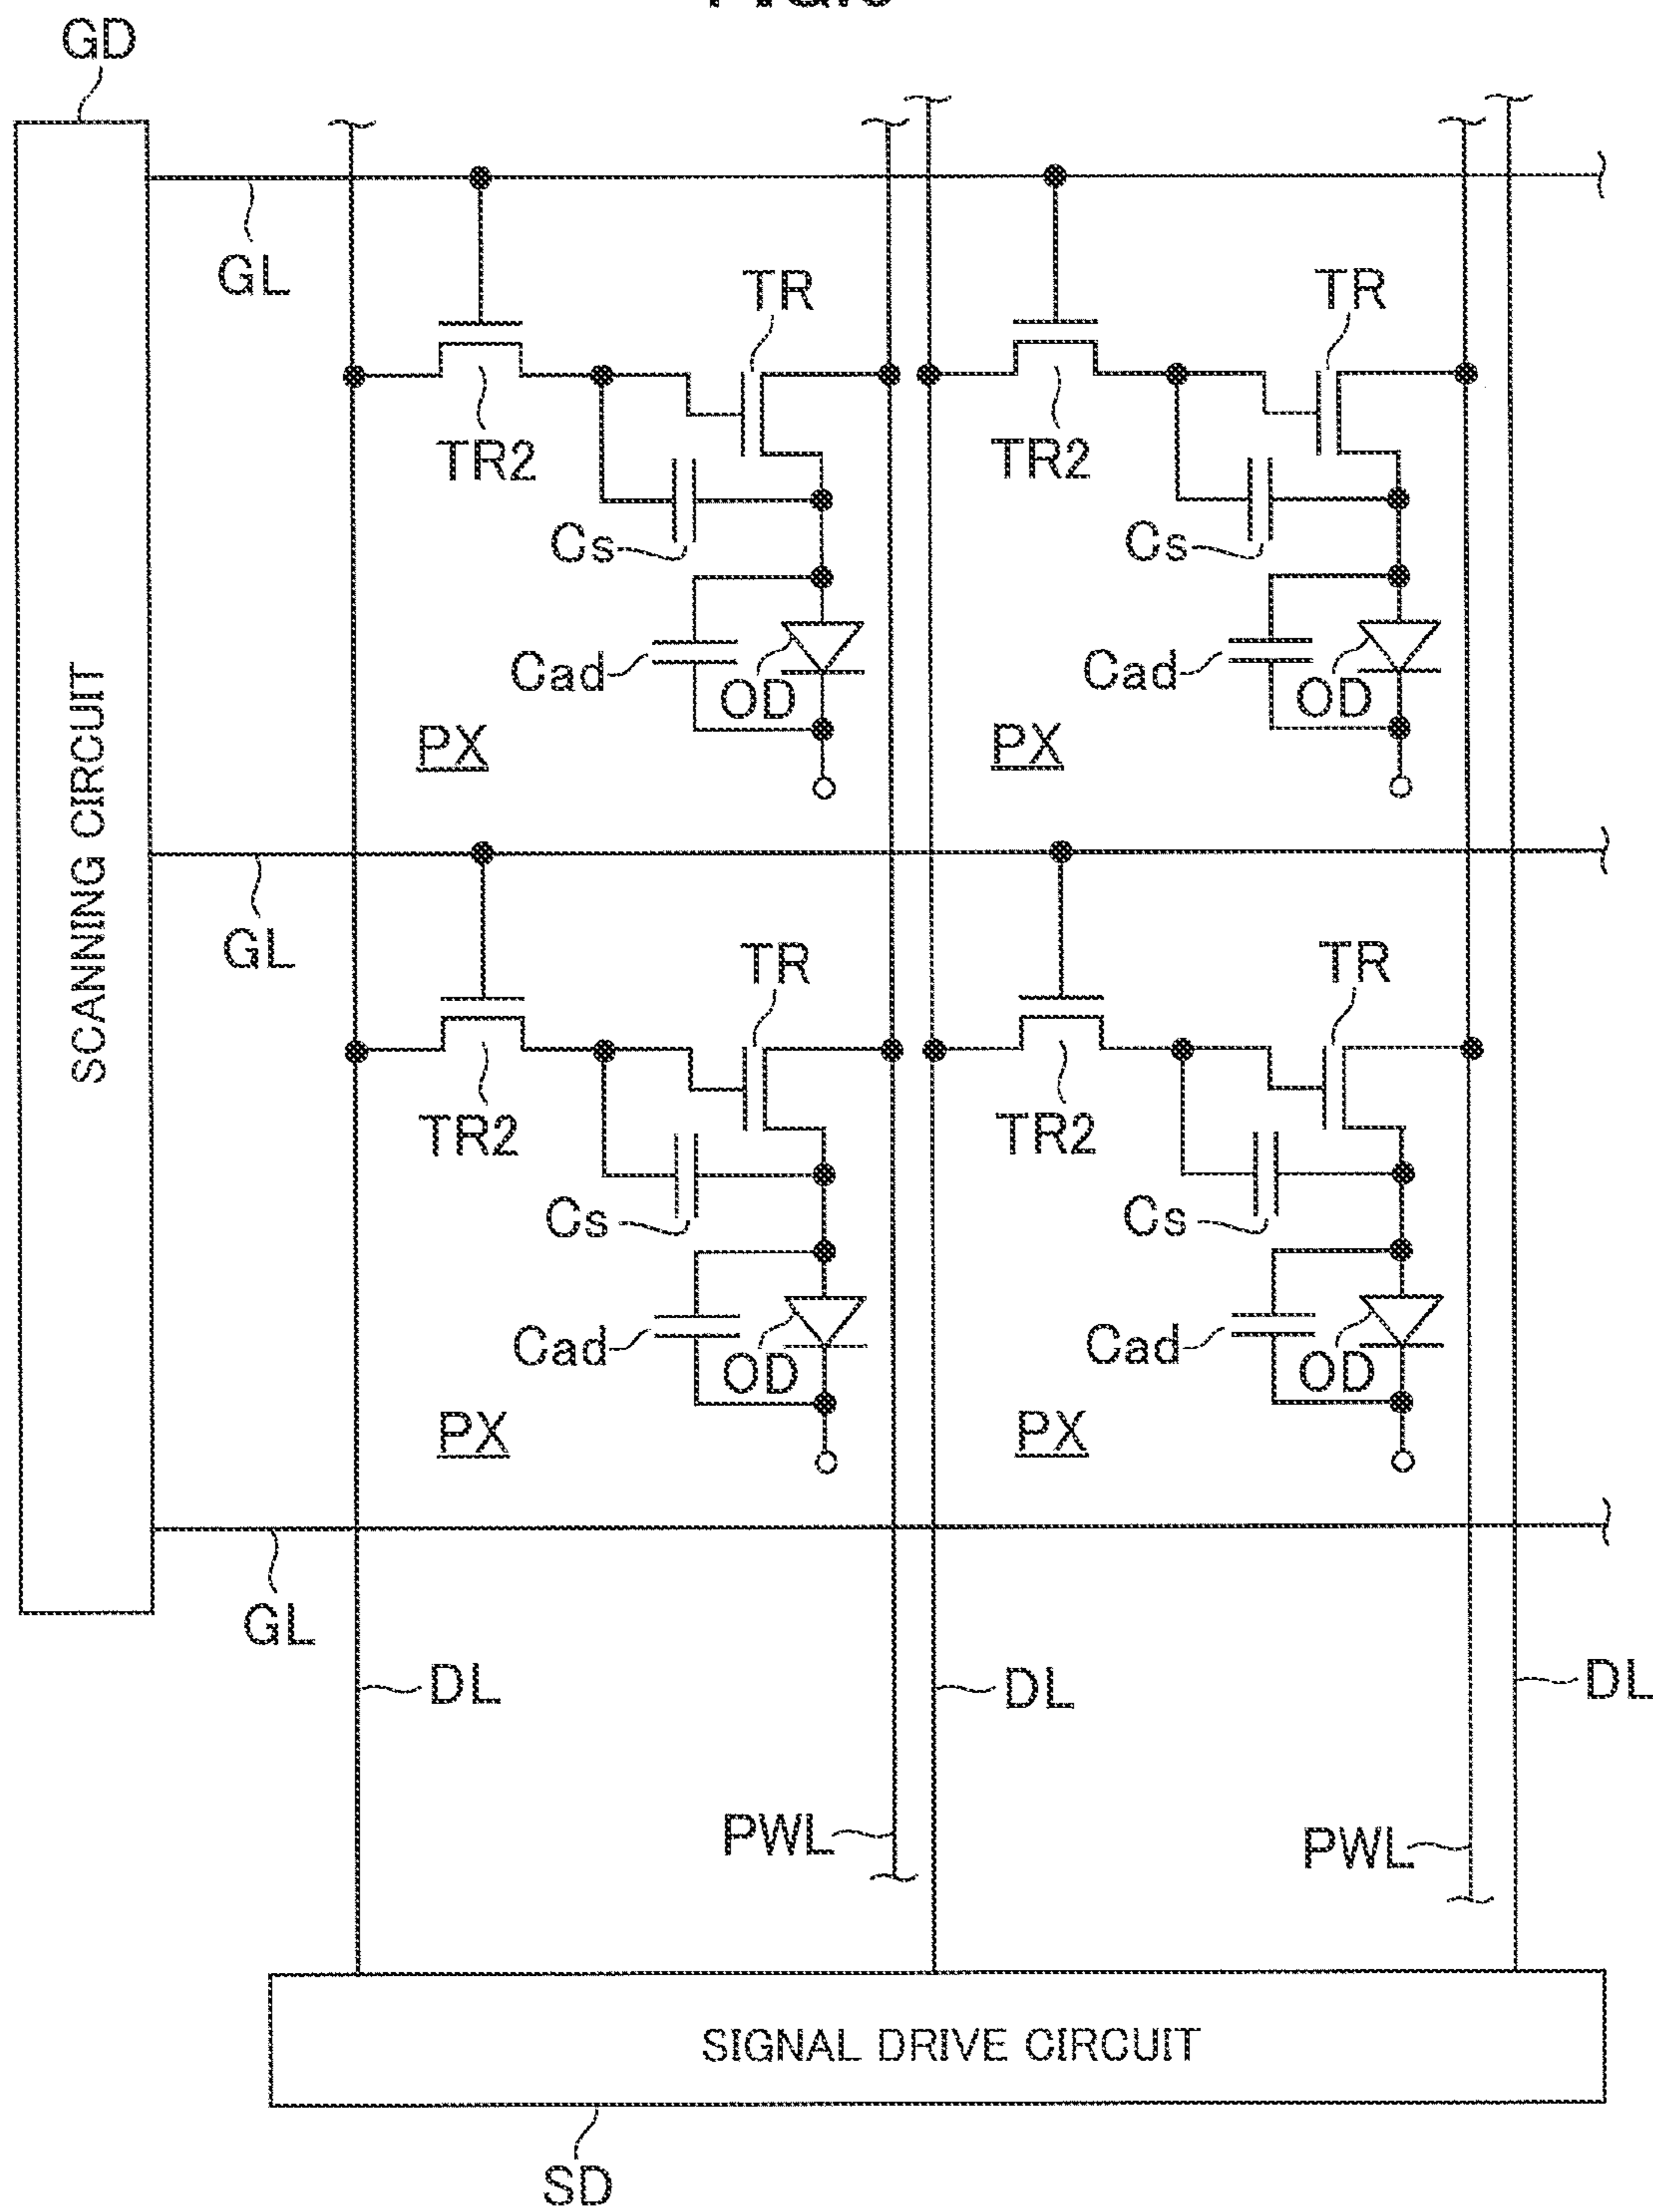 GD
GL
TR
TR
TR2
TR2
Cs
Cs
Cad
OD
Cad
OD
PX
PX
SCANNING CIRCUIT
GL
TR
TR
TR2
TR2
Cs
Cs
Cad
OD
Cad
OD
PX
PX
GL
DL
DL
DL
PWL
PWL
SIGNAL DRIVE CIRCUIT
SD